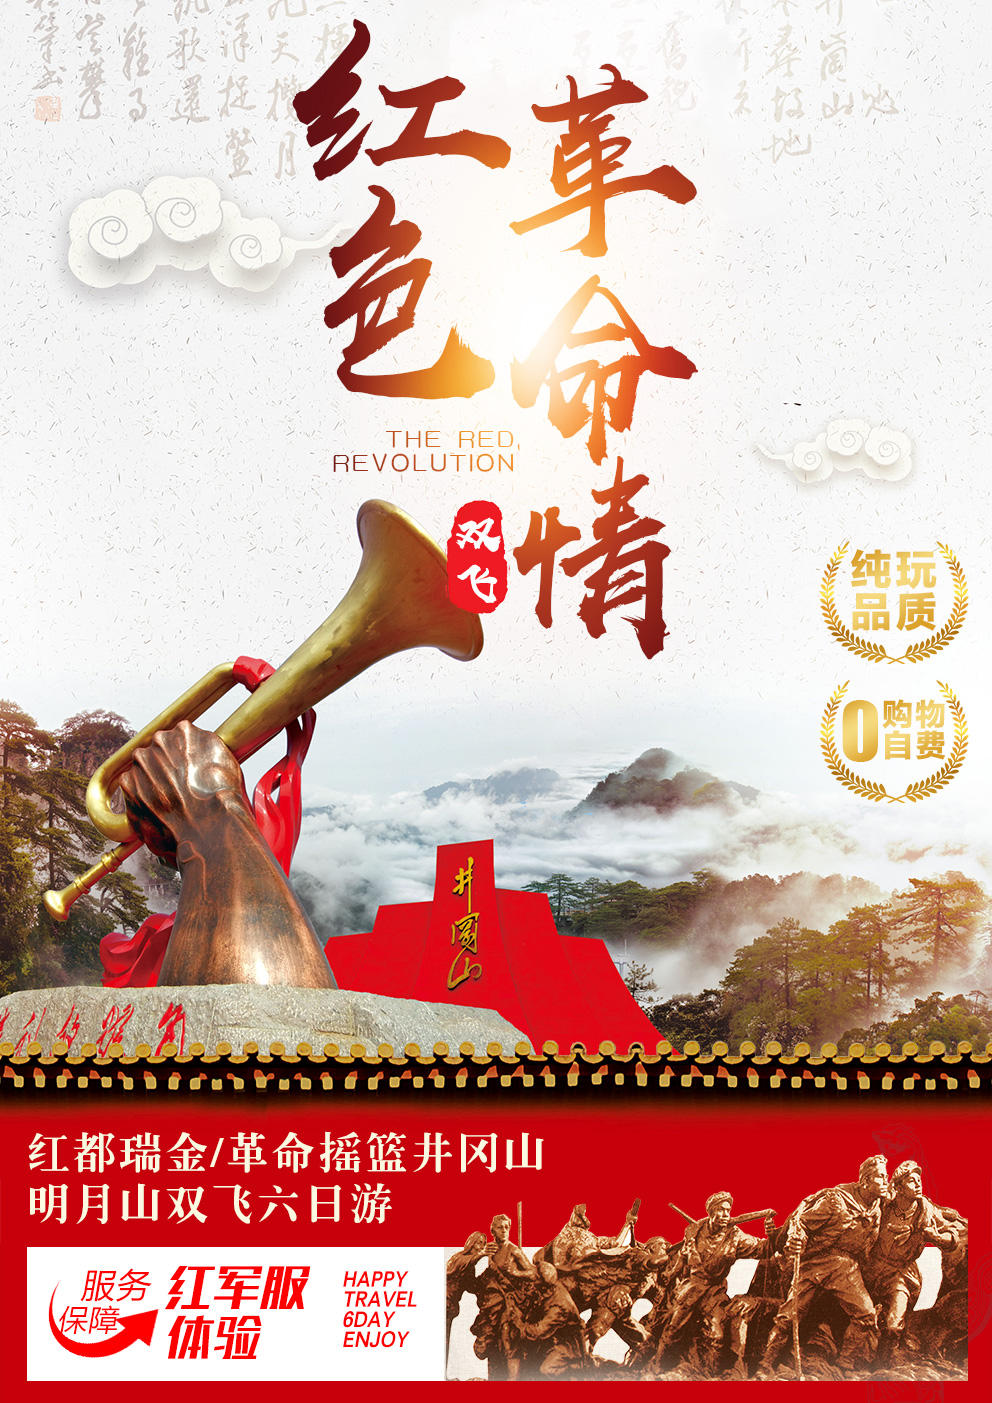 红色
革命情
THE RED
REVOLUTION
双飞
纯玩
品质
0购物
自费
井冈山
红都瑞金/革命摇篮井冈山
明月山双飞六日游
服务
保障
红军服
体验
HAPPY
TRAVEL
6DAY
ENJOY